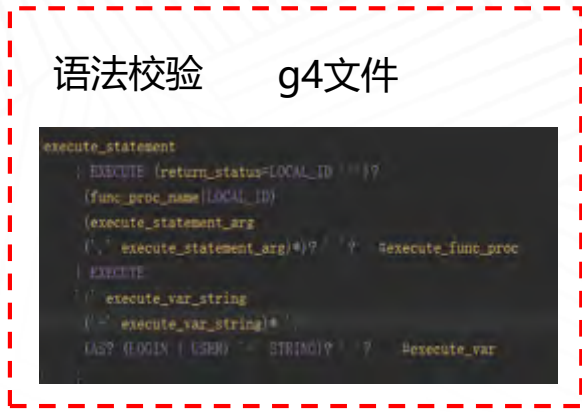 语法校验 g4文件
execute_statement
| EXECUTE (return_status=LOCAL_ID '=')?
(func_proc_name|LOCAL_ID)
(execute_statement_arg
(',' execute_statement_arg)*)? ? #execute_func_proc
| EXECUTE
execute_var_string
( execute_var_string)*
(AS? (LOGIN | USER) STRING)? ? #execute_var